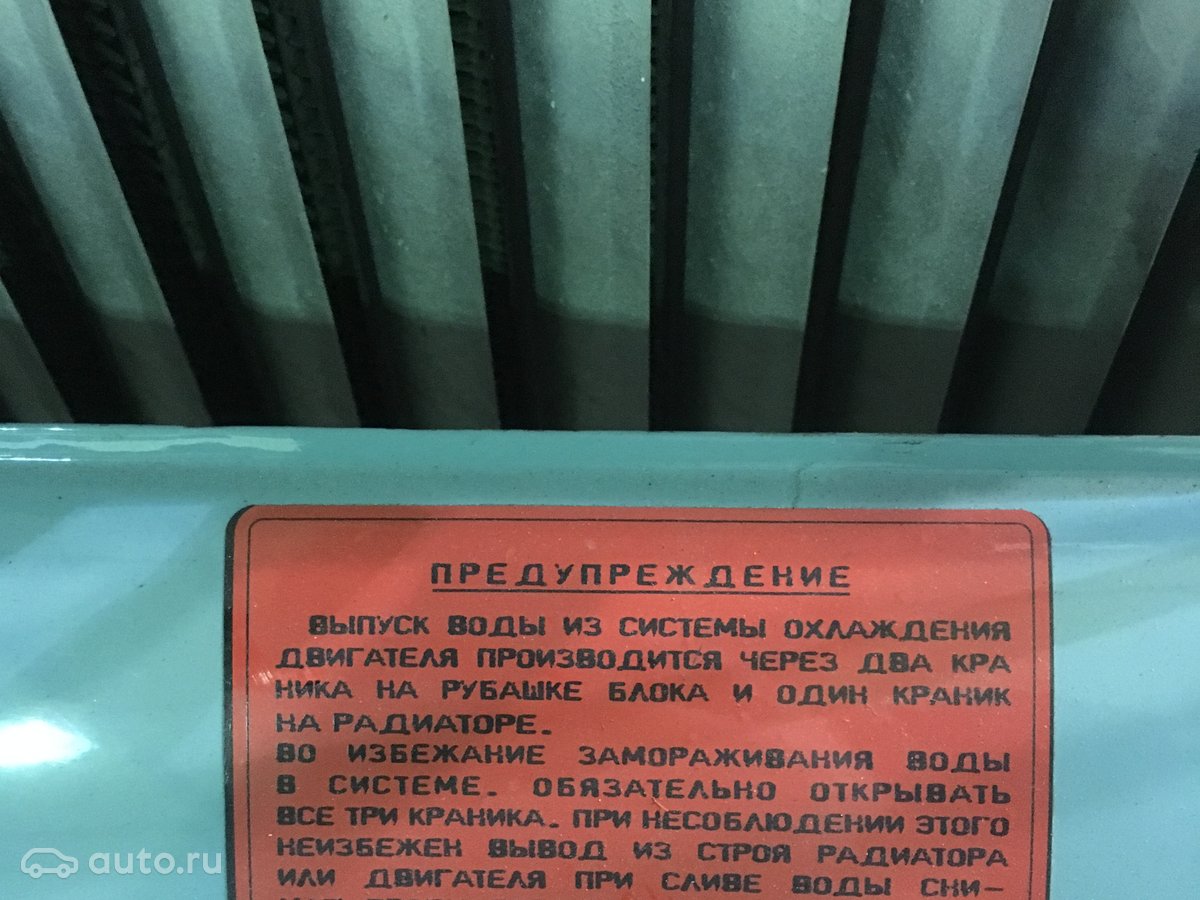 ПРЕДУПРЕЖДЕНИЕ
ВЫПУСК ВОДЫ ИЗ СИСТЕМЫ ОХЛАЖДЕНИЯ
ДВИГАТЕЛЯ ПРОИЗВОДИТСЯ ЧЕРЕЗ ДВА КРА
НИКА НА РУБАШКЕ БЛОКА И ОДИН КРАНИК
НА РАДИАТОРЕ.
ВО ИЗБЕЖАНИЕ ЗАМОРАЖИВАНИЯ ВОДЫ
В СИСТЕМЕ. ОБЯЗАТЕЛЬНО ОТКРЫВАТЬ
ВСЕ ТРИ КРАНИКА. ПРИ НЕСОБЛЮДЕНИИ ЭТОГО
НЕИЗБЕЖЕН ВЫВОД ИЗ СТРОЯ РАДИАТОРА
ИЛИ ДВИГАТЕЛЯ ПРИ СЛИВЕ ВОДЫ СНИ-
auto.ru